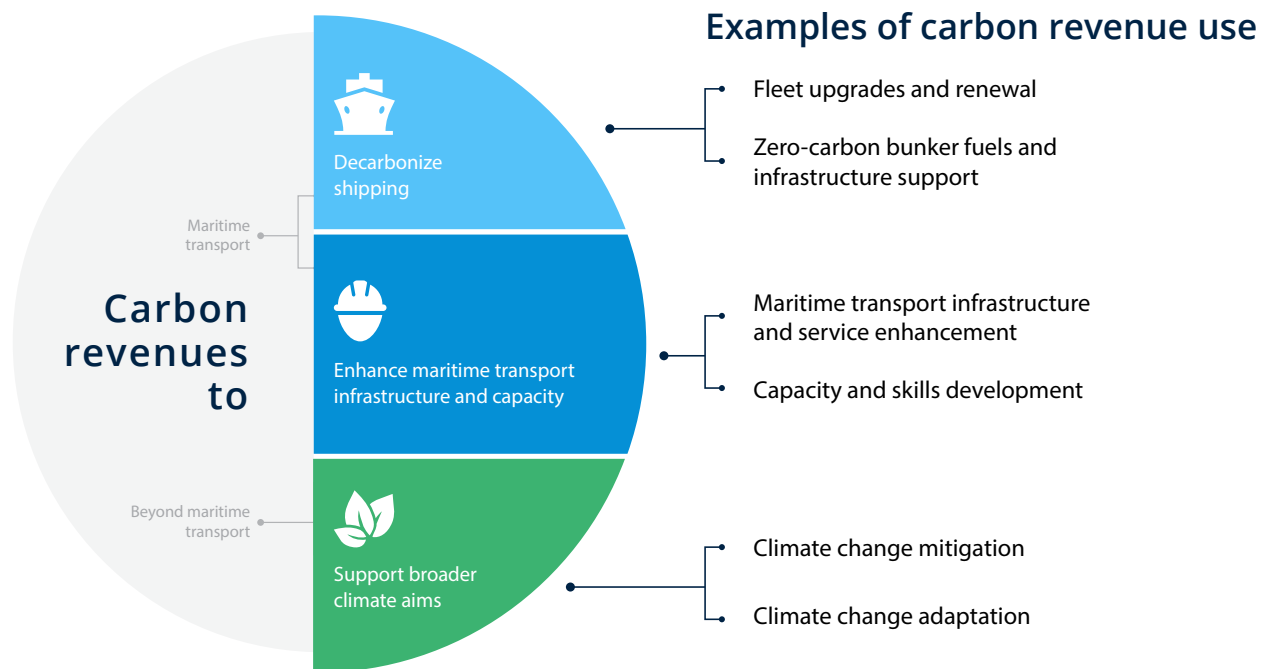 Examples of carbon revenue use
Carbon
revenues
to
Maritime
transport
Beyond maritime
transport
Decarbonize
shipping
Fleet upgrades and renewal
Zero-carbon bunker fuels and
infrastructure support
Enhance maritime transport
infrastructure and capacity
Maritime transport infrastructure
and service enhancement
Capacity and skills development
Support broader
climate aims
Climate change mitigation
Climate change adaptation